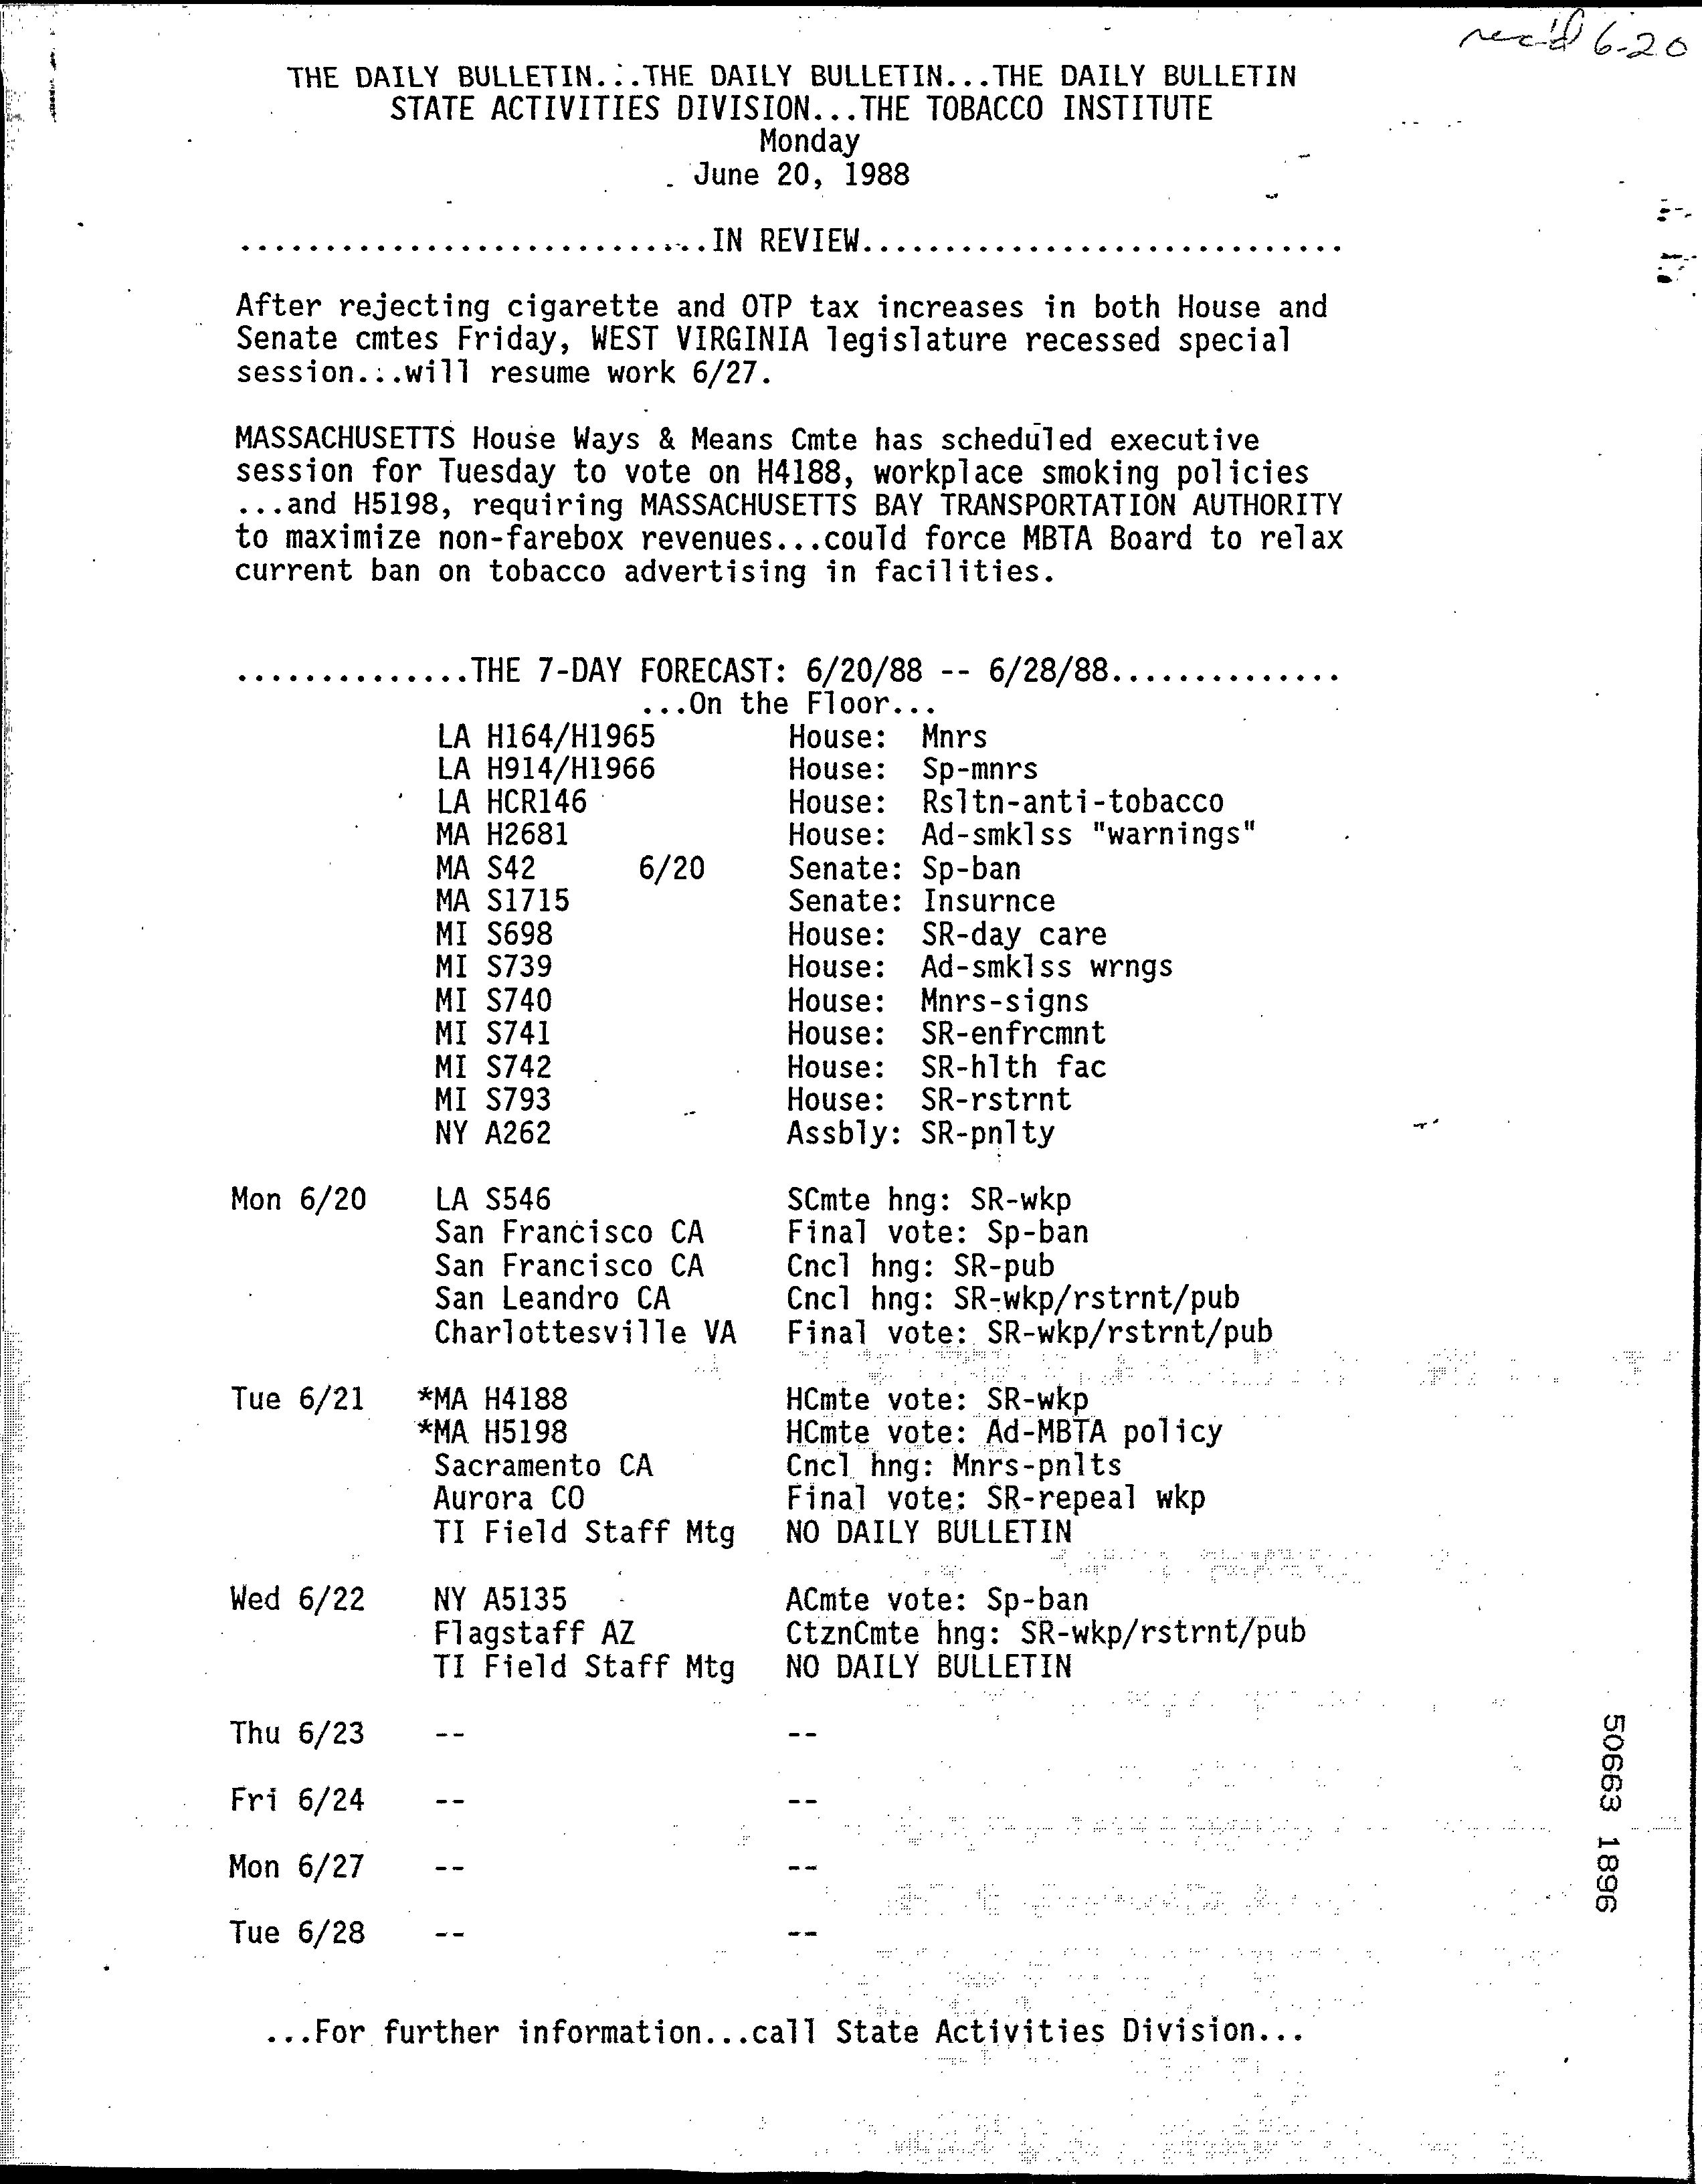 rec'd 6-20
THE DAILY BULLETIN...THE DAILY BULLETIN...THE DAILY BULLETIN
STATE ACTIVITIES DIVISION...THE TOBACCO INSTITUTE
Monday
June 20, 1988
............................IN REVIEW.............................
After rejecting cigarette and OTP tax increases in both House and
Senate cmtes Friday, WEST VIRGINIA legislature recessed special
session...will resume work 6/27.
MASSACHUSETTS House Ways & Means Cmte has scheduled executive
session for Tuesday to vote on H4188, workplace smoking policies
...and H5198, requiring MASSACHUSETTS BAY TRANSPORTATION AUTHORITY
to maximize non-farebox revenues...could force MBTA Board to relax
current ban on tobacco advertising in facilities.
..............THE 7-DAY FORECAST: 6/20/88 -- 6/28/88..............
...On the Floor...
LA H164/H1965 House: Mnrs
LA H914/H1966 House: Sp-mnrs
LA HCR146 House: Rsltn-anti-tobacco
MA H2681 House: Ad-smklss "warnings"
MA S42 6/20 Senate: Sp-ban
MA S1715 Senate: Insurnce
MI S698 House: SR-day care
MI S739 House: Ad-smklss wrngs
MI S740 House: Mnrs-signs
MI S741 House: SR-enfrcmnt
MI S742 House: SR-hlth fac
MI S793 House: SR-rstrnt
NY A262 Assbly: SR-pnlty
Mon 6/20 LA S546 SCmte hng: SR-wkp
San Francisco CA Final vote: Sp-ban
San Francisco CA Cncl hng: SR-pub
San Leandro CA Cncl hng: SR-wkp/rstrnt/pub
Charlottesville VA Final vote: SR-wkp/rstrnt/pub
Tue 6/21 *MA H4188 HCmte vote: SR-wkp
*MA H5198 HCmte vote: Ad-MBTA policy
Sacramento CA Cncl hng: Mnrs-pnlts
Aurora CO Final vote: SR-repeal wkp
TI Field Staff Mtg NO DAILY BULLETIN
Wed 6/22 NY A5135 ACmte vote: Sp-ban
Flagstaff AZ CtznCmte hng: SR-wkp/rstrnt/pub
TI Field Staff Mtg NO DAILY BULLETIN
Thu 6/23 -- --
Fri 6/24 -- --
Mon 6/27 -- --
Tue 6/28 -- --
...For further information...call State Activities Division...
50663 1896